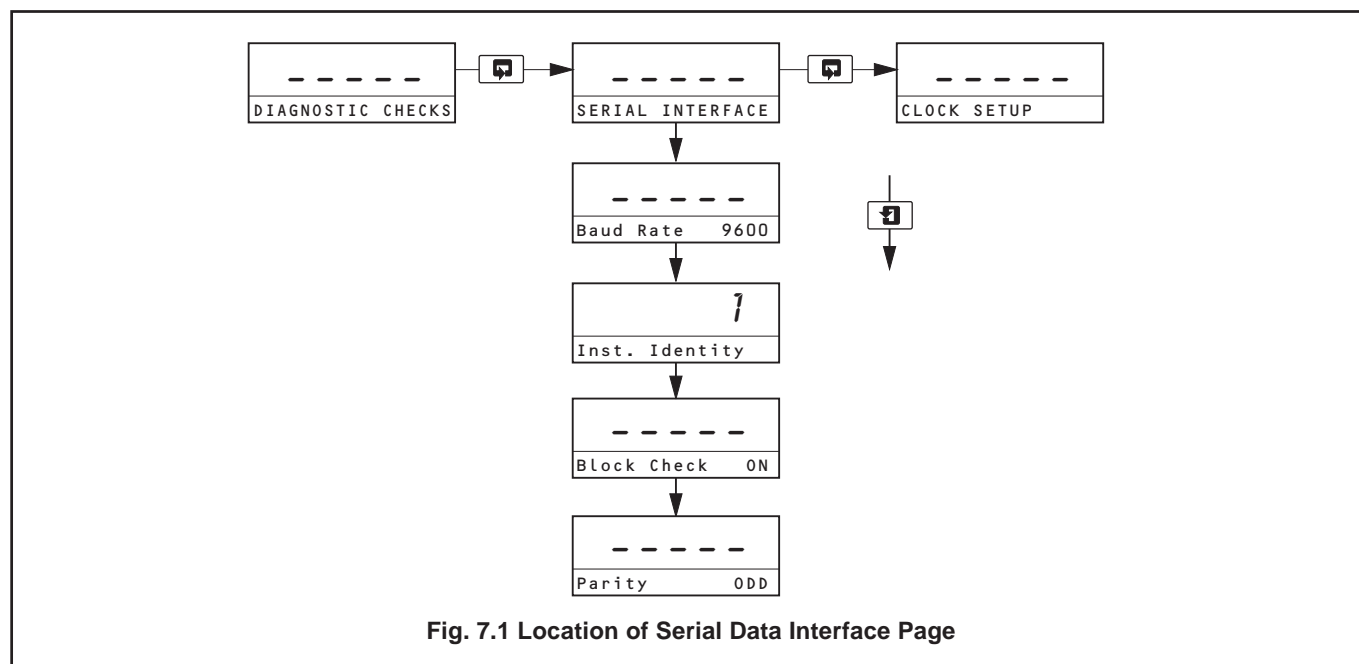 – – – – –
DIAGNOSTIC CHECKS
– – – – –
SERIAL INTERFACE
– – – – –
CLOCK SETUP
– – – – –
Baud Rate 9600
1
Inst. Identity
– – – – –
Block Check ON
– – – – –
Parity ODD
Fig. 7.1 Location of Serial Data Interface Page